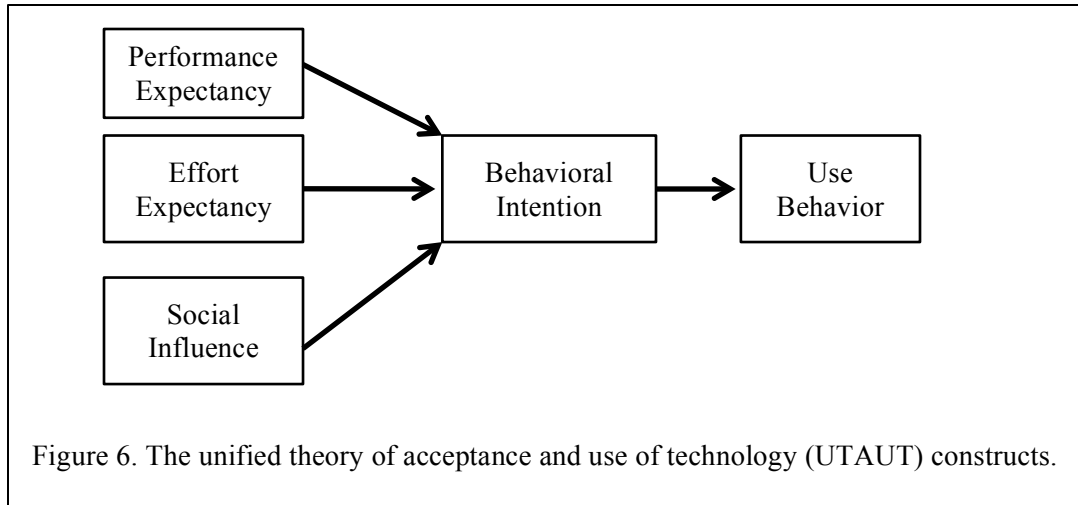 Performance
Expectancy
Effort
Expectancy
Social
Influence
Behavioral
Intention
Use
Behavior
Figure 6. The unified theory of acceptance and use of technology (UTAUT) constructs.